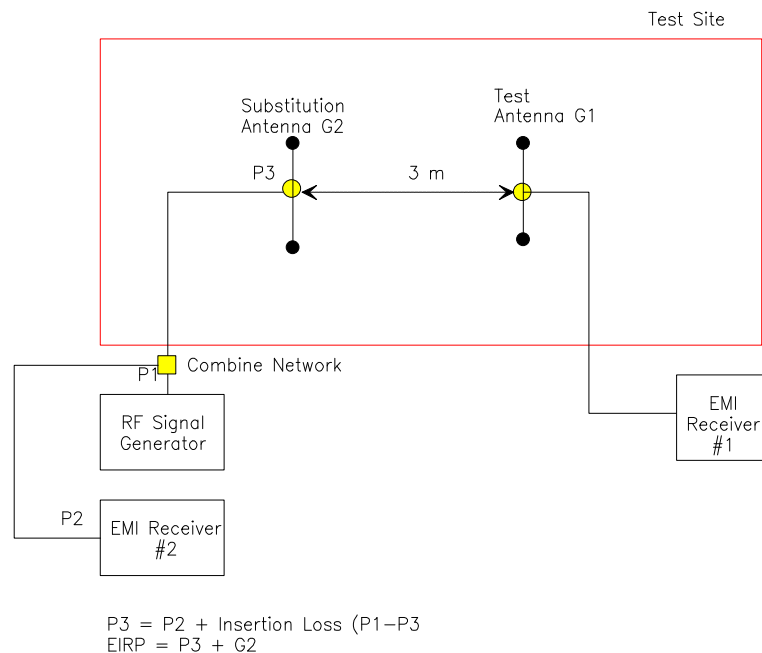 Test Site
Substitution
Antenna G2
Test
Antenna G1
P3
3 m
P1
Combine Network
RF Signal
Generator
EMI
Receiver
#1
P2
EMI Receiver
#2
P3 = P2 + Insertion Loss (P1-P3
EIRP = P3 + G2